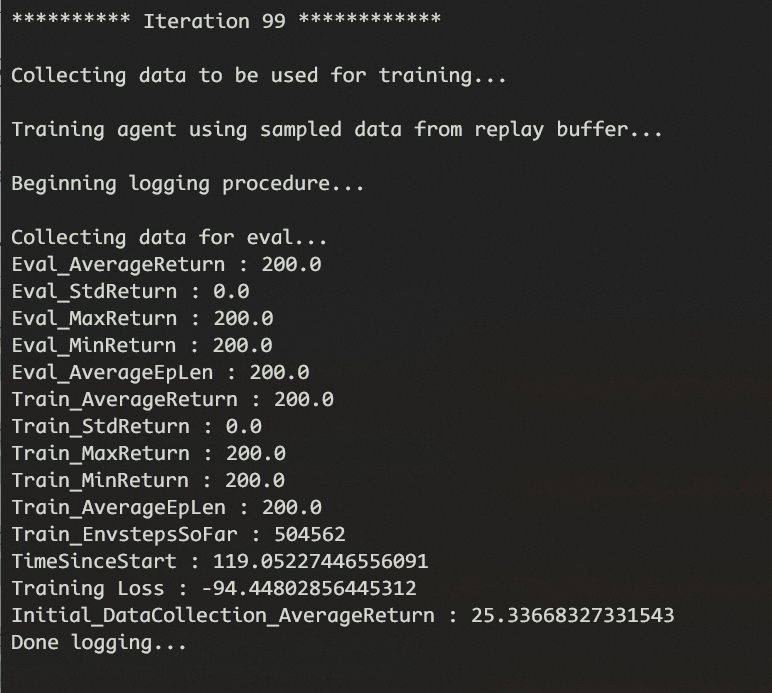 ********** Iteration 99 ************
Collecting data to be used for training...
Training agent using sampled data from replay buffer...
Beginning logging procedure...
Collecting data for eval...
Eval_AverageReturn : 200.0
Eval_StdReturn : 0.0
Eval_MaxReturn : 200.0
Eval_MinReturn : 200.0
Eval_AverageEpLen : 200.0
Train_AverageReturn : 200.0
Train_StdReturn : 0.0
Train_MaxReturn : 200.0
Train_MinReturn : 200.0
Train_AverageEpLen : 200.0
Train_EnvstepsSoFar : 504562
TimeSinceStart : 119.05227446556091
Training Loss : -94.44802856445312
Initial_DataCollection_AverageReturn : 25.33668327331543
Done logging...